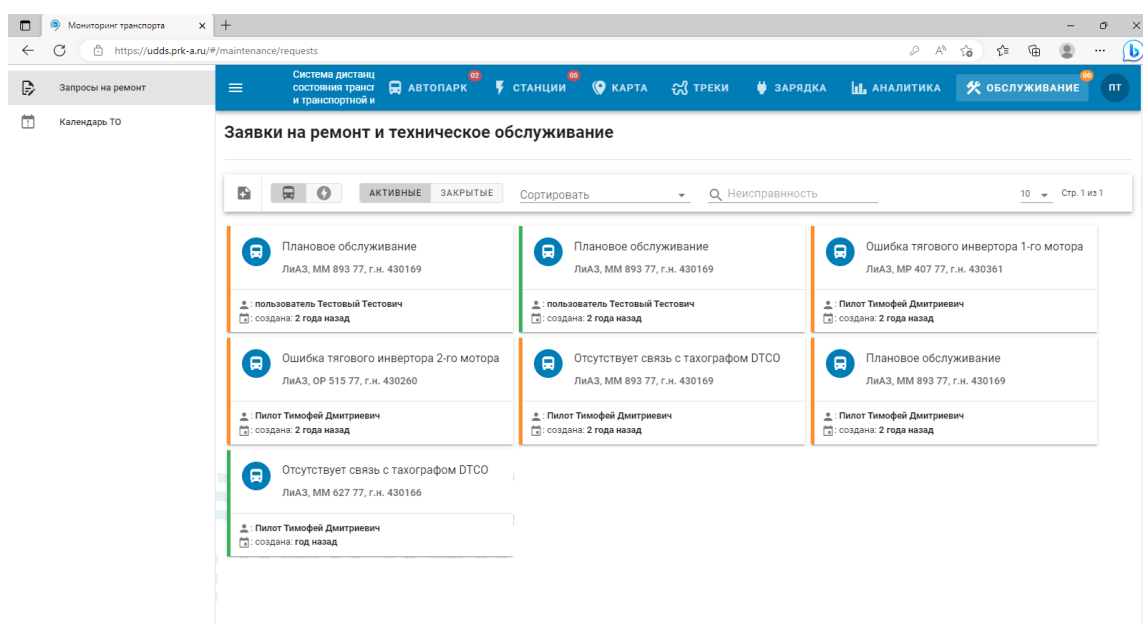 Мониторинг транспорта
https://udds.prk-a.ru/#/maintenance/requests
Запросы на ремонт
Календарь ТО
Система дистанц
состояния трансп
и транспортной и
АВТОПАРК 02
СТАНЦИИ 05
КАРТА
ТРЕКИ
ЗАРЯДКА
АНАЛИТИКА
ОБСЛУЖИВАНИЕ 06
ПТ
Заявки на ремонт и техническое обслуживание
АКТИВНЫЕ ЗАКРЫТЫЕ Сортировать Неисправнность 10 Стр. 1 из 1
Плановое обслуживание
ЛиАЗ, ММ 893 77, г.н. 430169
: пользователь Тестовый Тестович
: создана: 2 года назад
Плановое обслуживание
ЛиАЗ, ММ 893 77, г.н. 430169
: пользователь Тестовый Тестович
: создана: 2 года назад
Ошибка тягового инвертора 1-го мотора
ЛиАЗ, МР 407 77, г.н. 430361
: Пилот Тимофей Дмитриевич
: создана: 2 года назад
Ошибка тягового инвертора 2-го мотора
ЛиАЗ, ОР 515 77, г.н. 430260
: Пилот Тимофей Дмитриевич
: создана: 2 года назад
Отсутствует связь с тахографом DTCO
ЛиАЗ, ММ 893 77, г.н. 430169
: Пилот Тимофей Дмитриевич
: создана: 2 года назад
Плановое обслуживание
ЛиАЗ, ММ 893 77, г.н. 430169
: Пилот Тимофей Дмитриевич
: создана: 2 года назад
Отсутствует связь с тахографом DTCO
ЛиАЗ, ММ 627 77, г.н. 430166
: Пилот Тимофей Дмитриевич
: создана: год назад